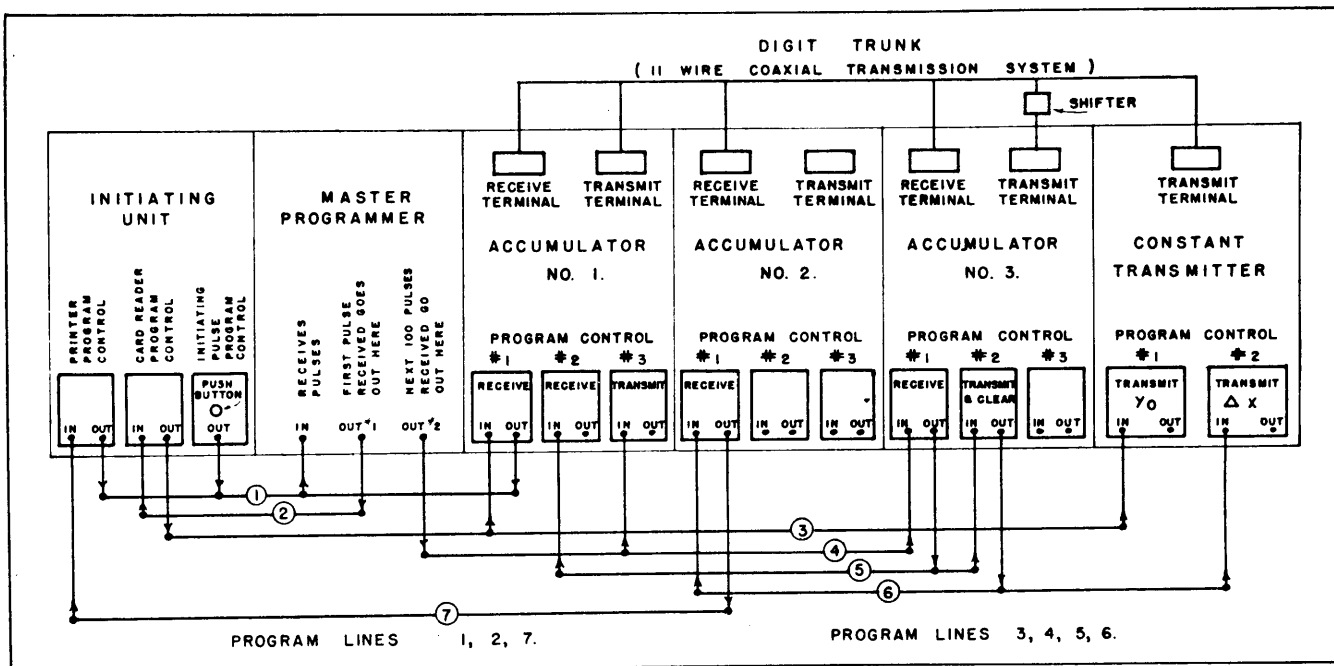 DIGIT TRUNK
( 11 WIRE COAXIAL TRANSMISSION SYSTEM )
SHIFTER
INITIATING
UNIT
PRINTER
PROGRAM
CONTROL
CARD READER
PROGRAM
CONTROL
INITIATING
PULSE
PROGRAM
CONTROL
IN OUT
IN OUT
PUSH
BUTTON
OUT
MASTER
PROGRAMMER
RECEIVES
PULSES
FIRST PULSE
RECEIVED GOES
OUT HERE
NEXT 100 PULSES
RECEIVED GO
OUT HERE
IN
OUT #1
OUT #2
RECEIVE
TERMINAL
TRANSMIT
TERMINAL
ACCUMULATOR
NO. 1.
PROGRAM CONTROL
#1 #2 #3
RECEIVE
IN OUT
RECEIVE
IN OUT
TRANSMIT
IN OUT
RECEIVE
TERMINAL
TRANSMIT
TERMINAL
ACCUMULATOR
NO. 2.
PROGRAM CONTROL
#1 #2 #3
RECEIVE
IN OUT
IN OUT
IN OUT
RECEIVE
TERMINAL
TRANSMIT
TERMINAL
ACCUMULATOR
NO. 3.
PROGRAM CONTROL
#1 #2 #3
RECEIVE
IN OUT
TRANSMIT
& CLEAR
IN OUT
IN OUT
TRANSMIT
TERMINAL
CONSTANT
TRANSMITTER
PROGRAM CONTROL
#1 #2
TRANSMIT
Y0
IN OUT
TRANSMIT
Δ X
IN OUT
1
2
3
4
5
6
7
PROGRAM LINES 1, 2, 7.
PROGRAM LINES 3, 4, 5, 6.